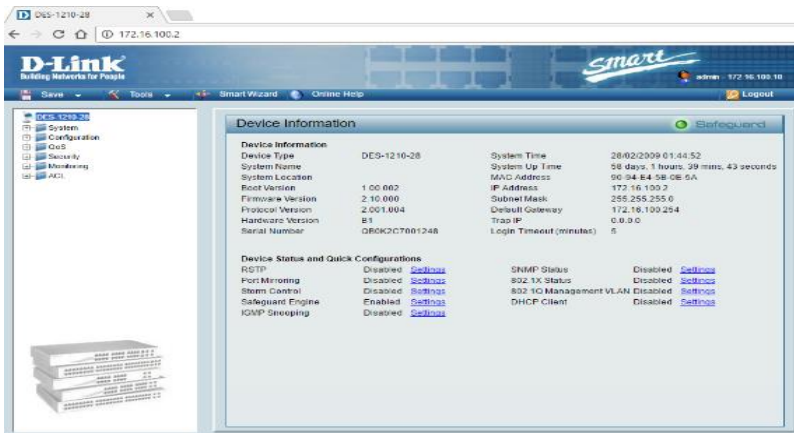 DES-1210-28
172.16.100.2
D-Link
Building Networks for People
smart
admin - 172.16.100.10
Save
Tools
Smart Wizard
Online Help
Logout
DES-1210-28
System
Configuration
QoS
Security
Monitoring
ACL
Device Information
Safeguard
Device Information
Device Type DES-1210-28 System Time 28/02/2009 01:44:52
System Name System Up Time 58 days, 1 hours, 39 mins, 43 seconds
System Location MAC Address 90-94-E4-5B-0E-5A
Boot Version 1.00.002 IP Address 172.16.100.2
Firmware Version 2.10.000 Subnet Mask 255.255.255.0
Protocol Version 2.001.004 Default Gateway 172.16.100.254
Hardware Version B1 Trap IP 0.0.0.0
Serial Number QB0K2C7001248 Login Timeout (minutes) 5
Device Status and Quick Configurations
RSTP Disabled Settings SNMP Status Disabled Settings
Port Mirroring Disabled Settings 802.1X Status Disabled Settings
Storm Control Disabled Settings 802.1Q Management VLAN Disabled Settings
Safeguard Engine Enabled Settings DHCP Client Disabled Settings
IGMP Snooping Disabled Settings